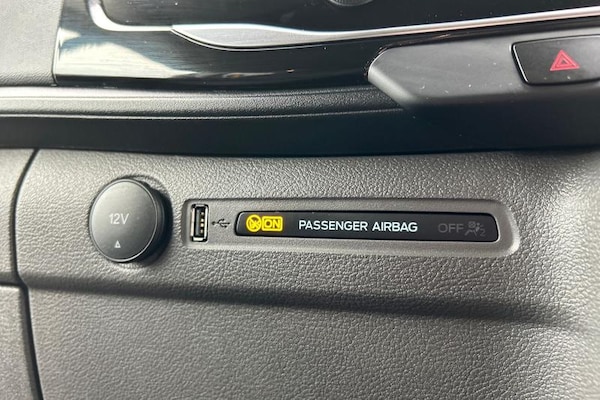 12V
ON PASSENGER AIRBAG OFF